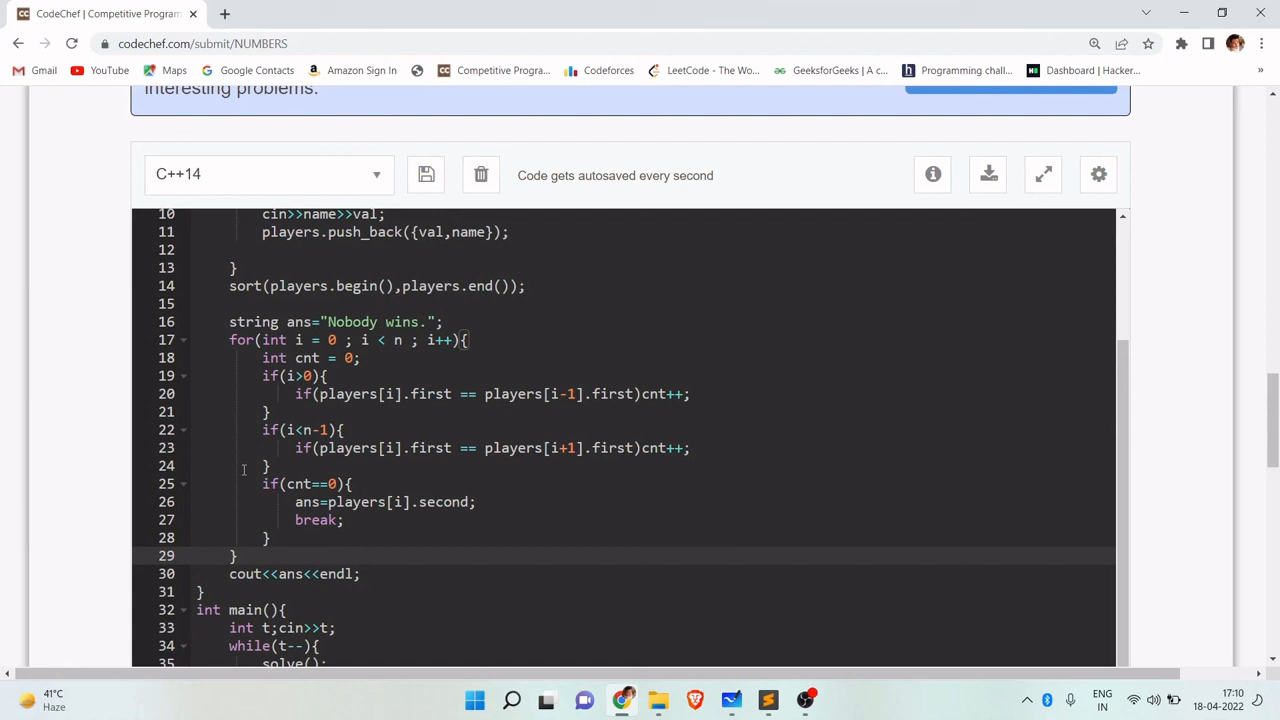 CodeChef | Competitive Program
codechef.com/submit/NUMBERS
Gmail YouTube Maps Google Contacts Amazon Sign In Competitive Progra... Codeforces LeetCode - The Wo... GeeksforGeeks | A c... Programming chall... Dashboard | Hacker... »
interesting problems.
C++14 Code gets autosaved every second
10 cin>>name>>val;
11 players.push_back({val,name});
12
13 }
14 sort(players.begin(),players.end());
15
16 string ans="Nobody wins.";
17 for(int i = 0 ; i < n ; i++){
18 int cnt = 0;
19 if(i>0){
20 if(players[i].first == players[i-1].first)cnt++;
21 }
22 if(i<n-1){
23 if(players[i].first == players[i+1].first)cnt++;
24 }
25 if(cnt==0){
26 ans=players[i].second;
27 break;
28 }
29 }
30 cout<<ans<<endl;
31 }
32 int main(){
33 int t;cin>>t;
34 while(t--){
35 solve();
41°C
Haze
ENG
IN
17:10
18-04-2022